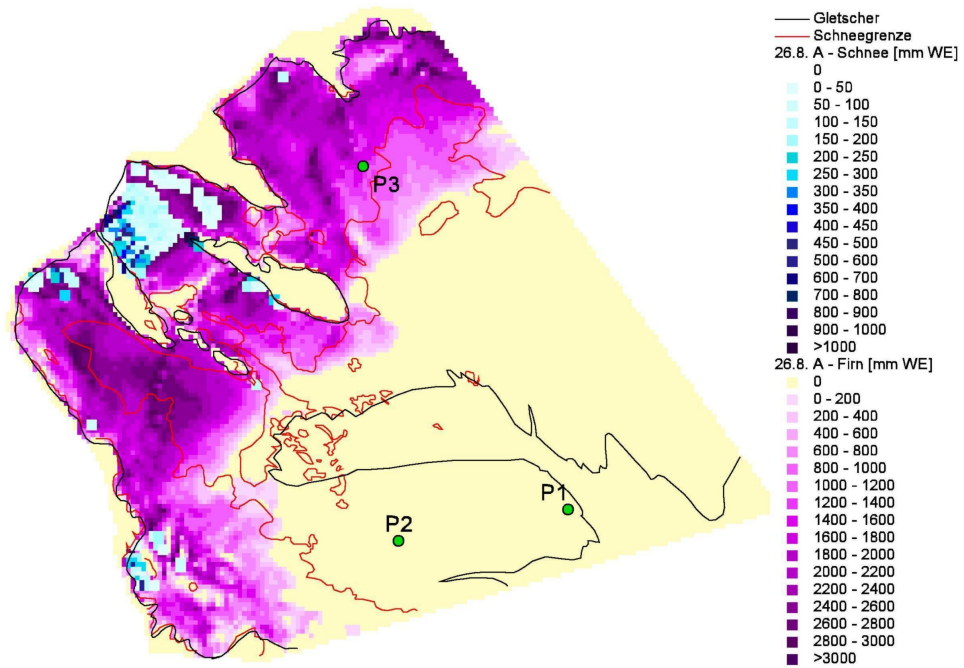 Gletscher
Schneegrenze
26.8. A - Schnee [mm WE]
0
0 - 50
50 - 100
100 - 150
150 - 200
200 - 250
250 - 300
300 - 350
350 - 400
400 - 450
450 - 500
500 - 600
600 - 700
700 - 800
800 - 900
900 - 1000
>1000
26.8. A - Firn [mm WE]
0
0 - 200
200 - 400
400 - 600
600 - 800
800 - 1000
1000 - 1200
1200 - 1400
1400 - 1600
1600 - 1800
1800 - 2000
2000 - 2200
2200 - 2400
2400 - 2600
2600 - 2800
2800 - 3000
>3000
P3
P1
P2